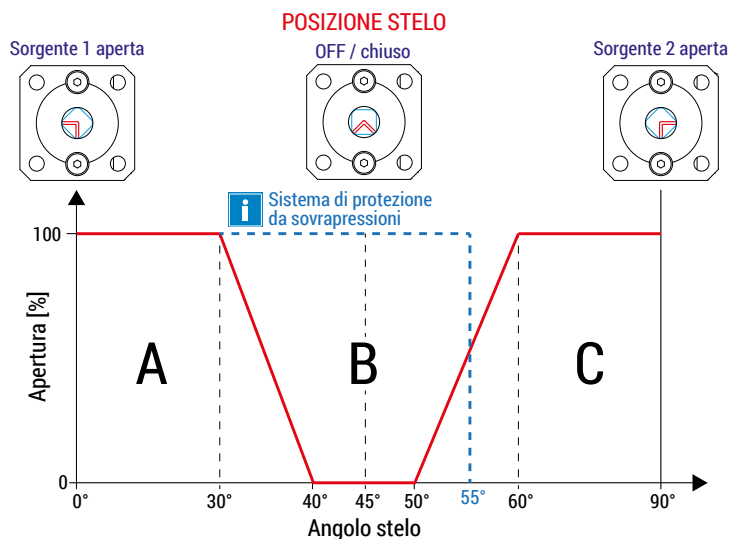 POSIZIONE STELO
Sorgente 1 aperta
OFF / chiuso
Sorgente 2 aperta
i
Sistema di protezione
da sovrapressioni
100
Apertura [%]
A
B
C
0
0°
30°
40°
45°
50°
55°
60°
90°
Angolo stelo